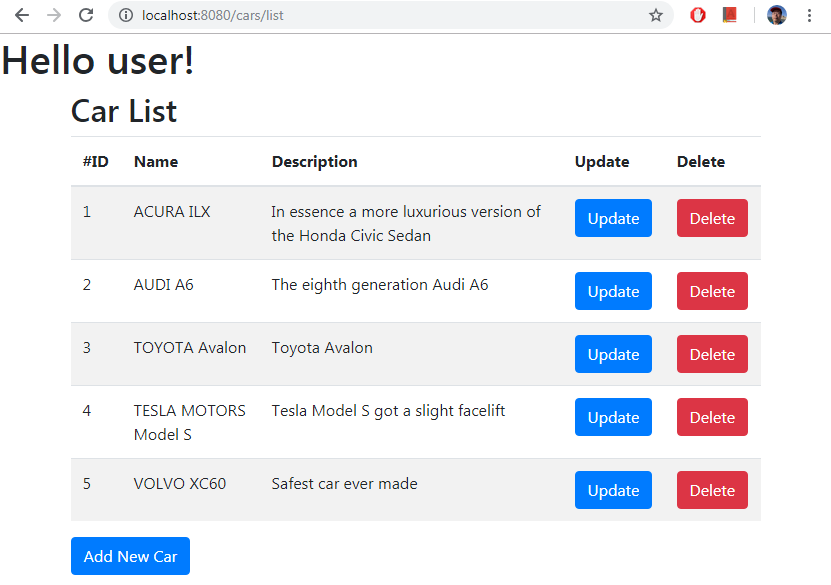 localhost:8080/cars/list
Hello user!
Car List
#ID Name Description Update Delete
1 ACURA ILX In essence a more luxurious version of Update Delete
the Honda Civic Sedan
2 AUDI A6 The eighth generation Audi A6 Update Delete
3 TOYOTA Avalon Toyota Avalon Update Delete
4 TESLA MOTORS Tesla Model S got a slight facelift Update Delete
Model S
5 VOLVO XC60 Safest car ever made Update Delete
Add New Car